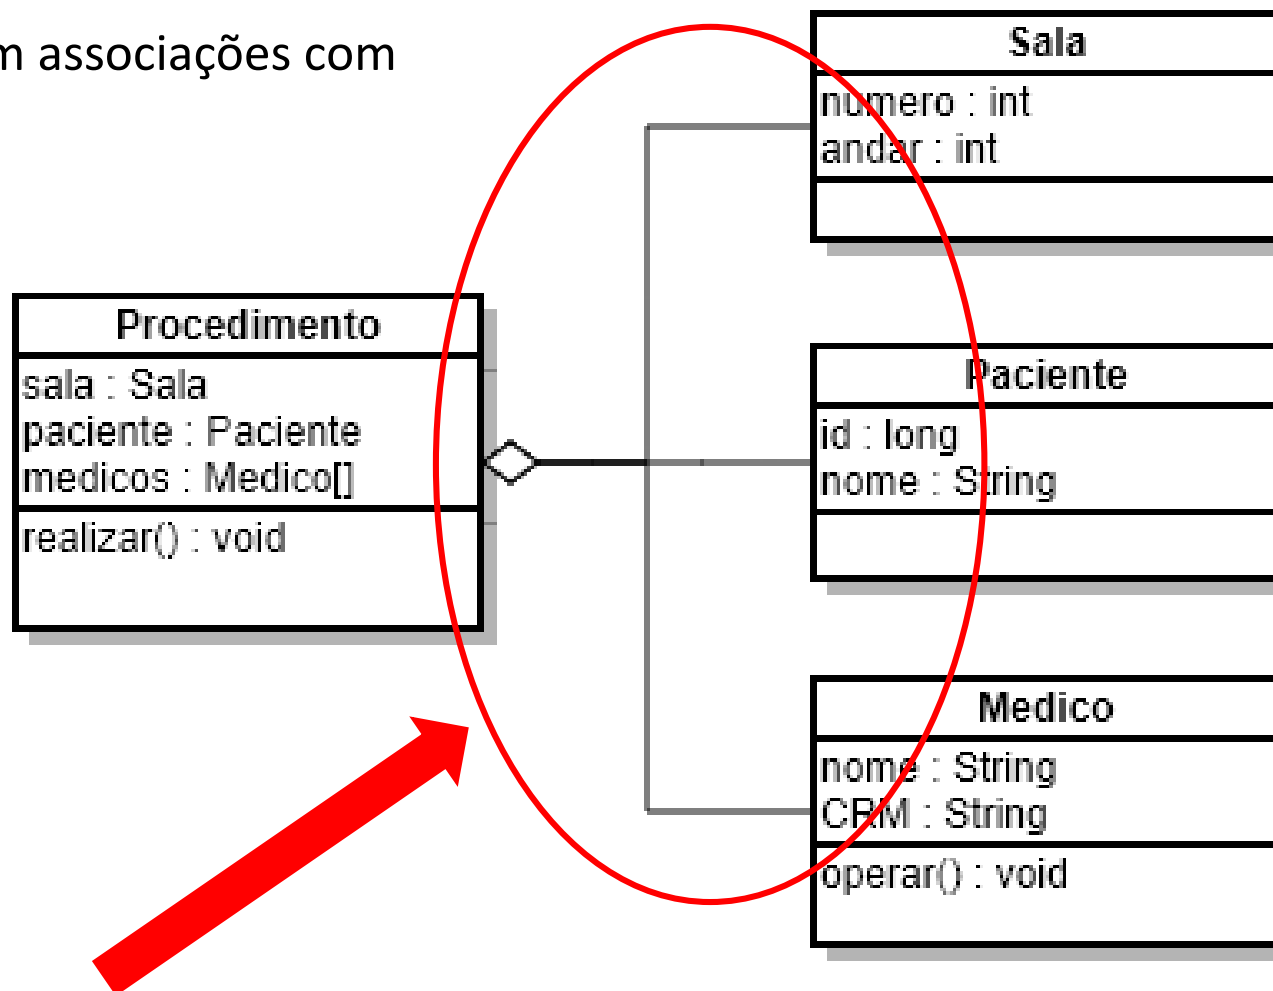 m associações com
Sala
numero : int
andar : int
Procedimento
sala : Sala
paciente : Paciente
medicos : Medico[]
realizar() : void
Paciente
id : long
nome : String
Medico
nome : String
CRM : String
operar() : void